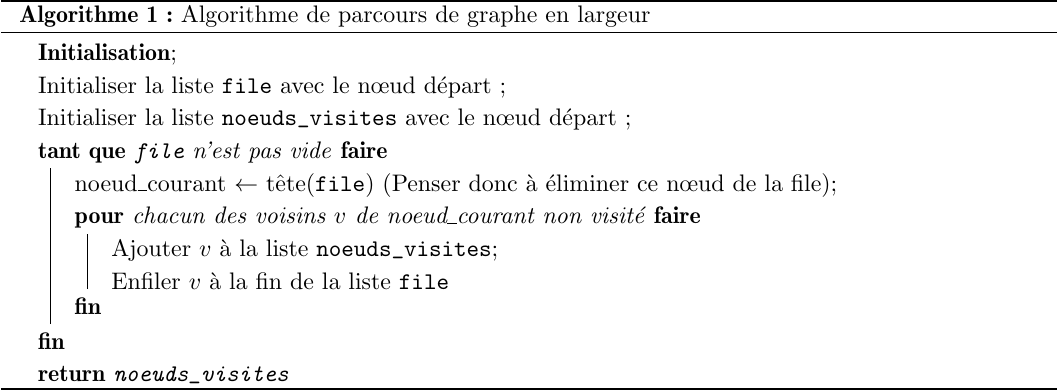 Algorithme 1 : Algorithme de parcours de graphe en largeur
Initialisation;
Initialiser la liste file avec le nœud départ ;
Initialiser la liste noeuds_visites avec le nœud départ ;
tant que file n'est pas vide faire
noeud_courant ← tête(file) (Penser donc à éliminer ce nœud de la file);
pour chacun des voisins v de noeud_courant non visité faire
Ajouter v à la liste noeuds_visites;
Enfiler v à la fin de la liste file
fin
fin
return noeuds_visites